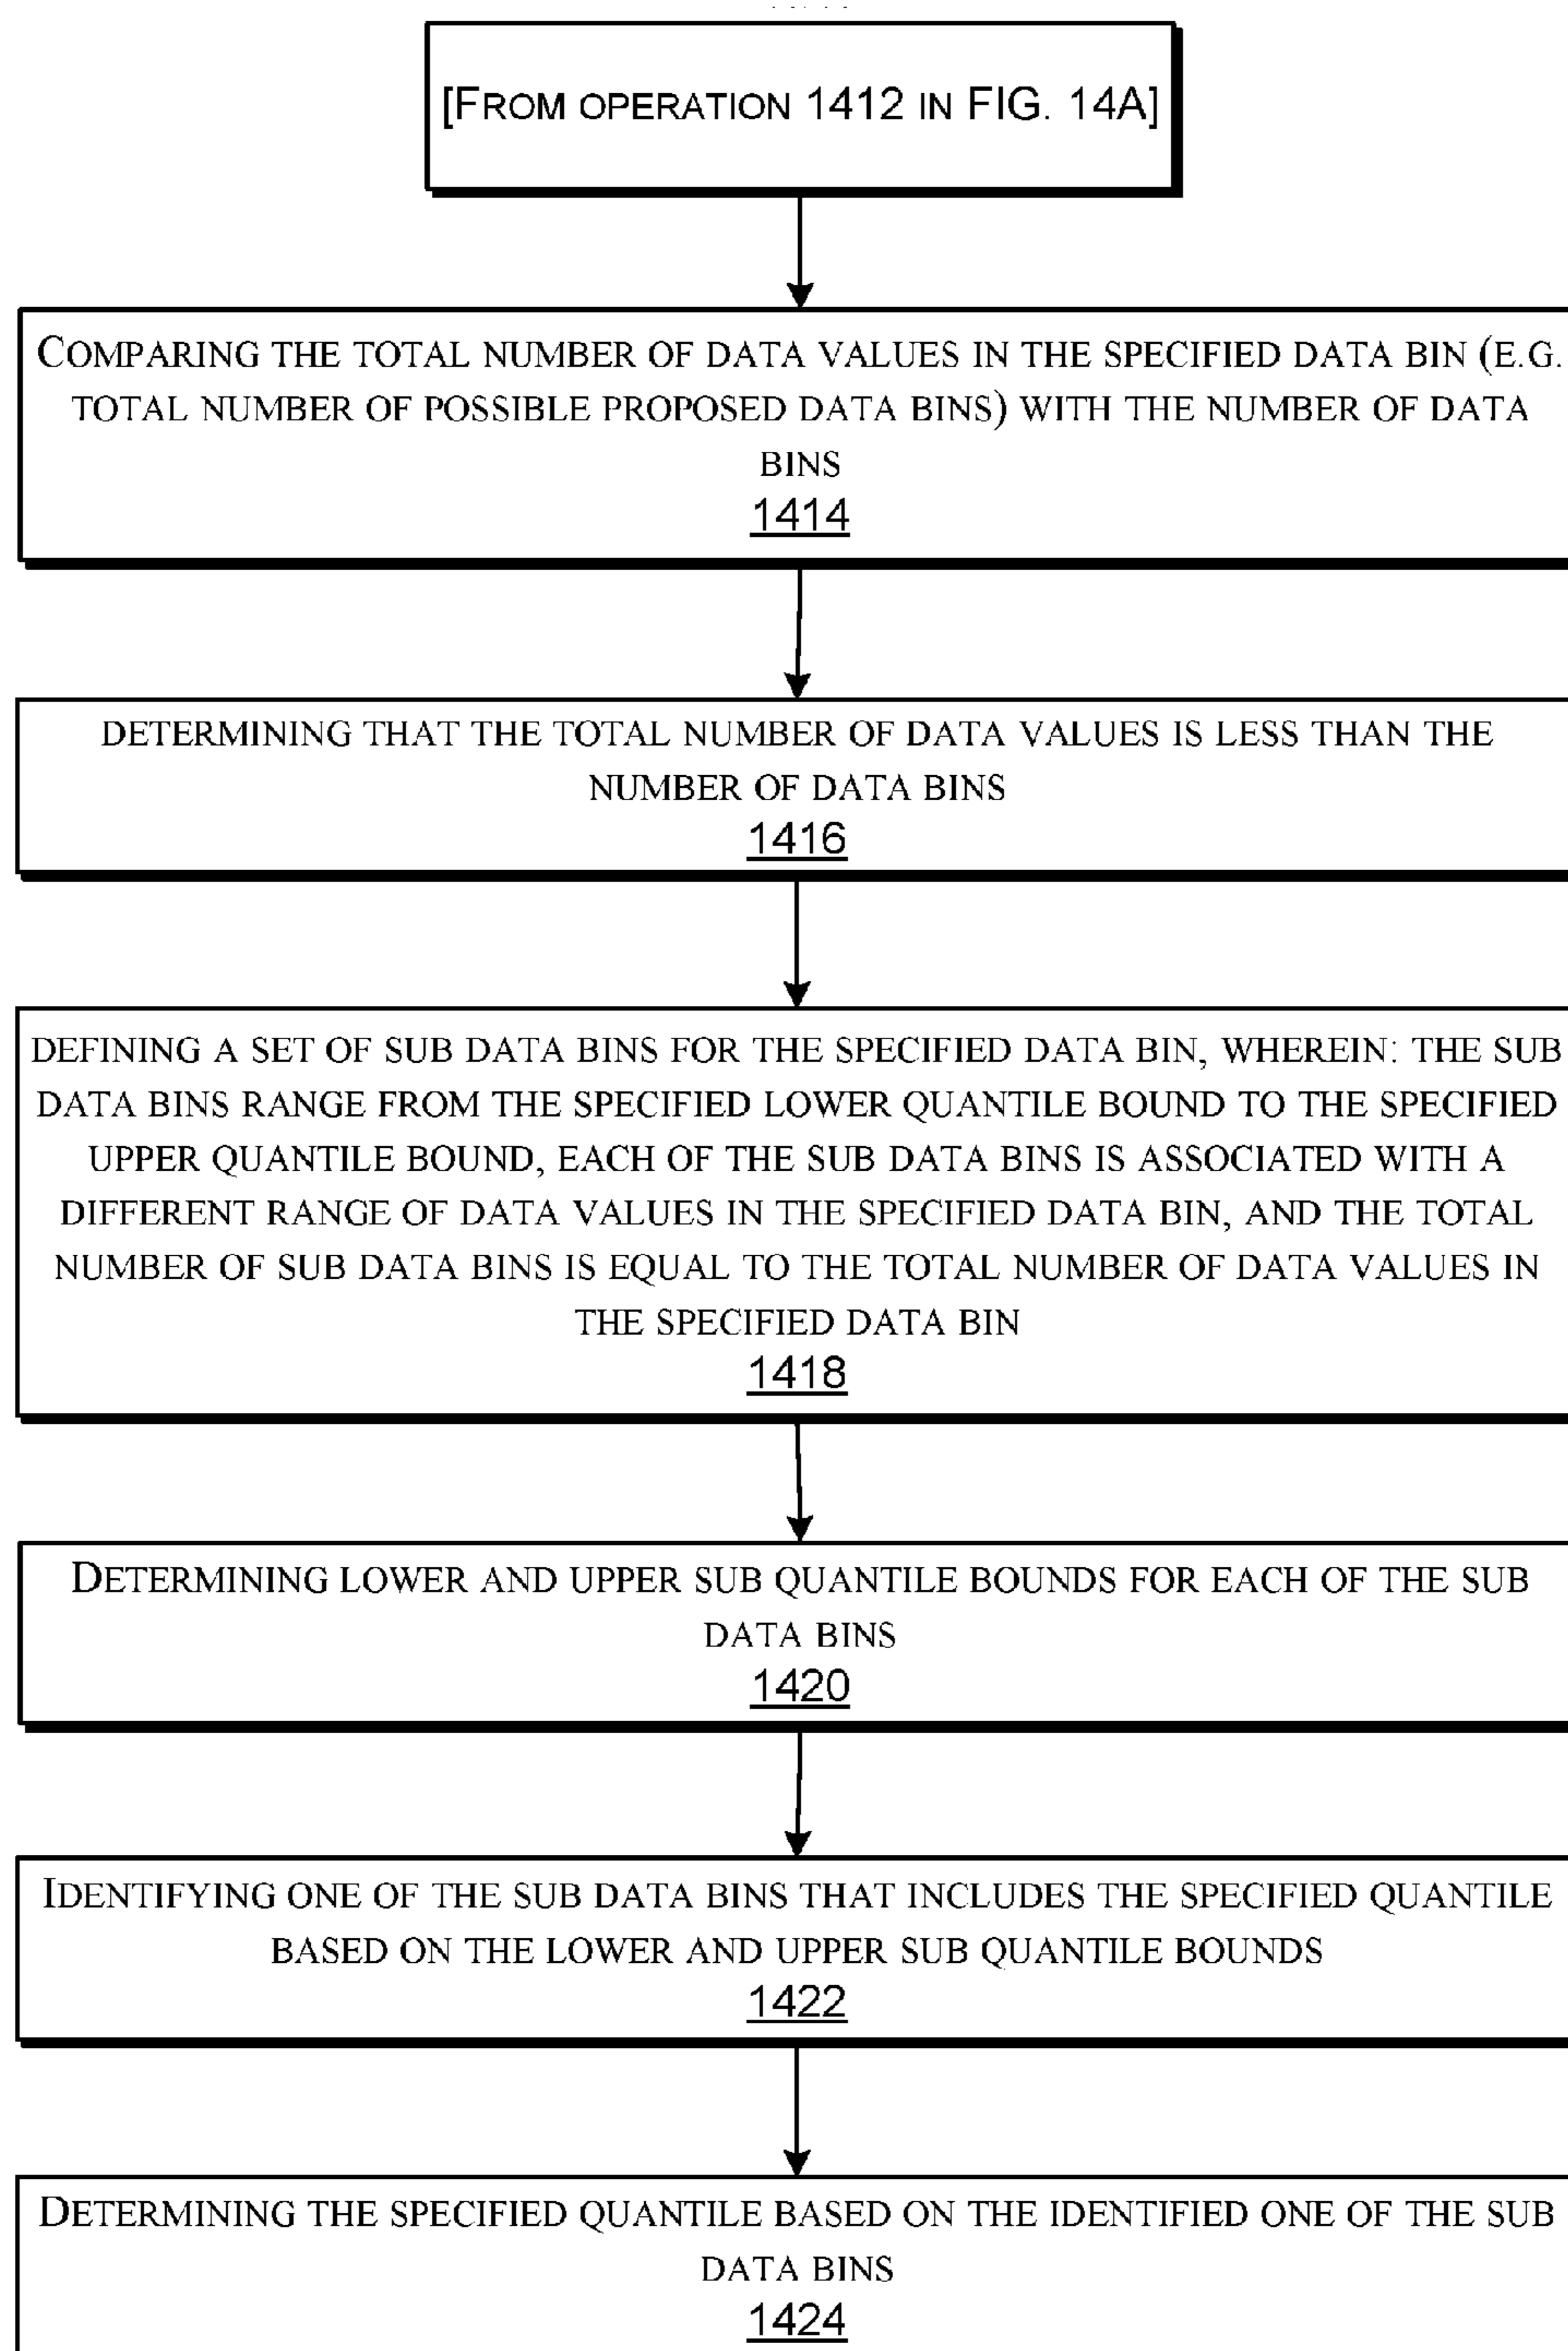 [FROM OPERATION 1412 IN FIG. 14A]
COMPARING THE TOTAL NUMBER OF DATA VALUES IN THE SPECIFIED DATA BIN (E.G.
TOTAL NUMBER OF POSSIBLE PROPOSED DATA BINS) WITH THE NUMBER OF DATA
BINS
1414
DETERMINING THAT THE TOTAL NUMBER OF DATA VALUES IS LESS THAN THE
NUMBER OF DATA BINS
1416
DEFINING A SET OF SUB DATA BINS FOR THE SPECIFIED DATA BIN, WHEREIN: THE SUB
DATA BINS RANGE FROM THE SPECIFIED LOWER QUANTILE BOUND TO THE SPECIFIED
UPPER QUANTILE BOUND, EACH OF THE SUB DATA BINS IS ASSOCIATED WITH A
DIFFERENT RANGE OF DATA VALUES IN THE SPECIFIED DATA BIN, AND THE TOTAL
NUMBER OF SUB DATA BINS IS EQUAL TO THE TOTAL NUMBER OF DATA VALUES IN
THE SPECIFIED DATA BIN
1418
DETERMINING LOWER AND UPPER SUB QUANTILE BOUNDS FOR EACH OF THE SUB
DATA BINS
1420
IDENTIFYING ONE OF THE SUB DATA BINS THAT INCLUDES THE SPECIFIED QUANTILE
BASED ON THE LOWER AND UPPER SUB QUANTILE BOUNDS
1422
DETERMINING THE SPECIFIED QUANTILE BASED ON THE IDENTIFIED ONE OF THE SUB
DATA BINS
1424